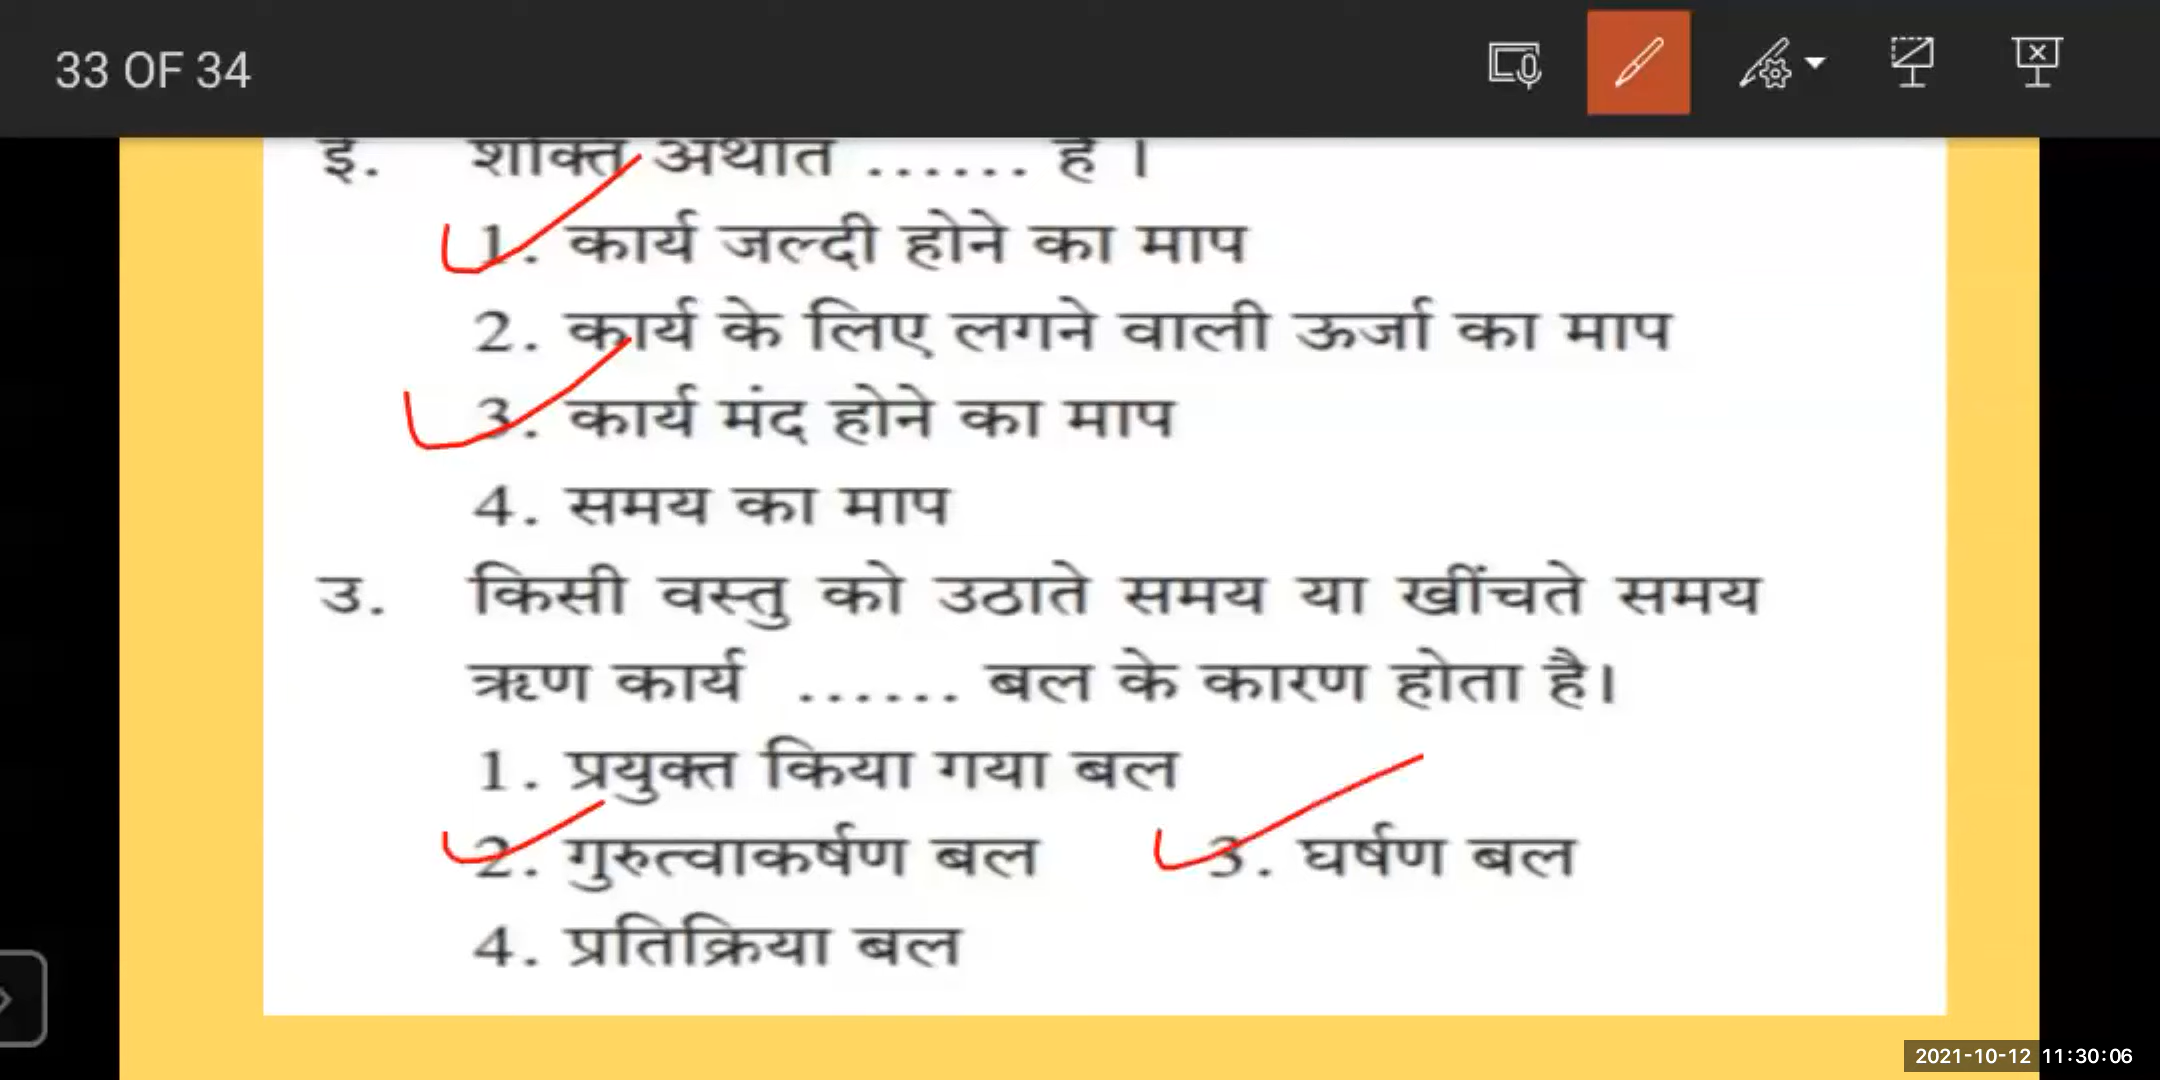 33 OF 34
इ. शक्ति अर्थात ...... है ।
1. कार्य जल्दी होने का माप
2. कार्य के लिए लगने वाली ऊर्जा का माप
3. कार्य मंद होने का माप
4. समय का माप
उ. किसी वस्तु को उठाते समय या खींचते समय
ऋण कार्य ...... बल के कारण होता है।
1. प्रयुक्त किया गया बल
2. गुरुत्वाकर्षण बल 3. घर्षण बल
4. प्रतिक्रिया बल
2021-10-12 11:30:06